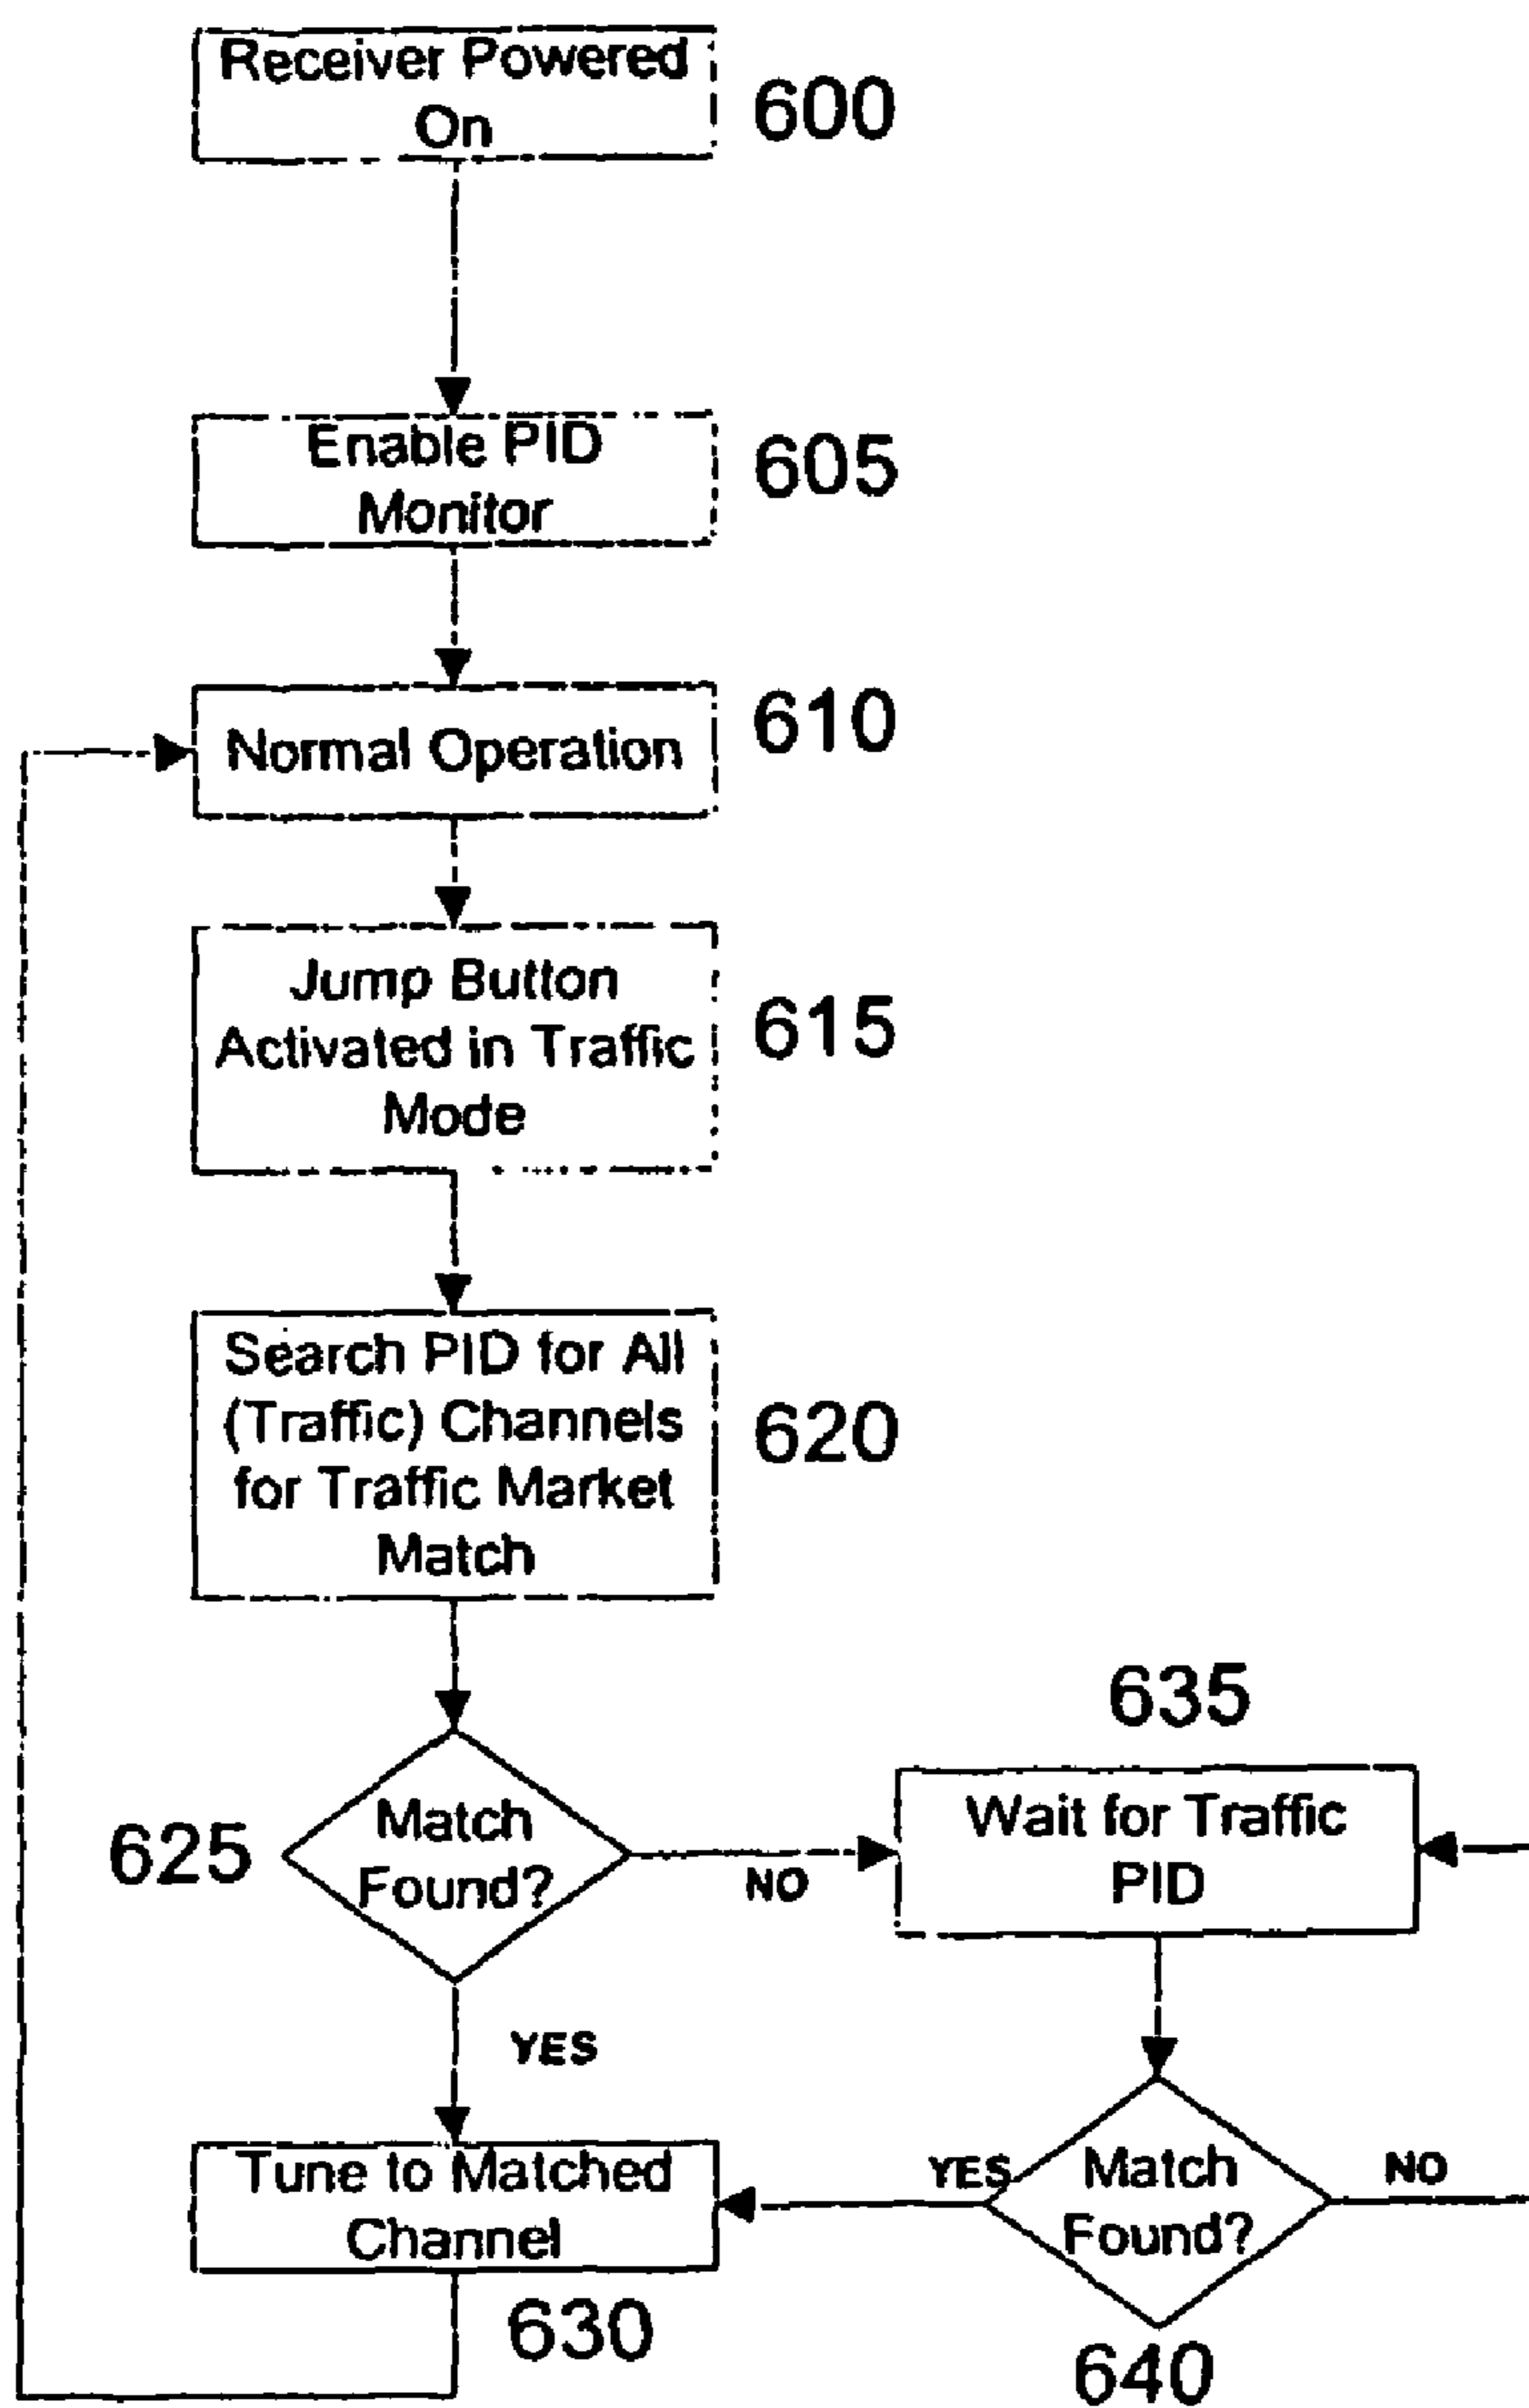 Receiver Powered
On
600
Enable PID
Monitor
605
Normal Operation
610
Jump Button
Activated in Traffic
Mode
615
Search PID for All
(Traffic) Channels
for Traffic Market
Match
620
625
Match
Found?
NO
YES
635
Wait for Traffic
PID
Tune to Matched
Channel
630
YES
Match
Found?
NO
640